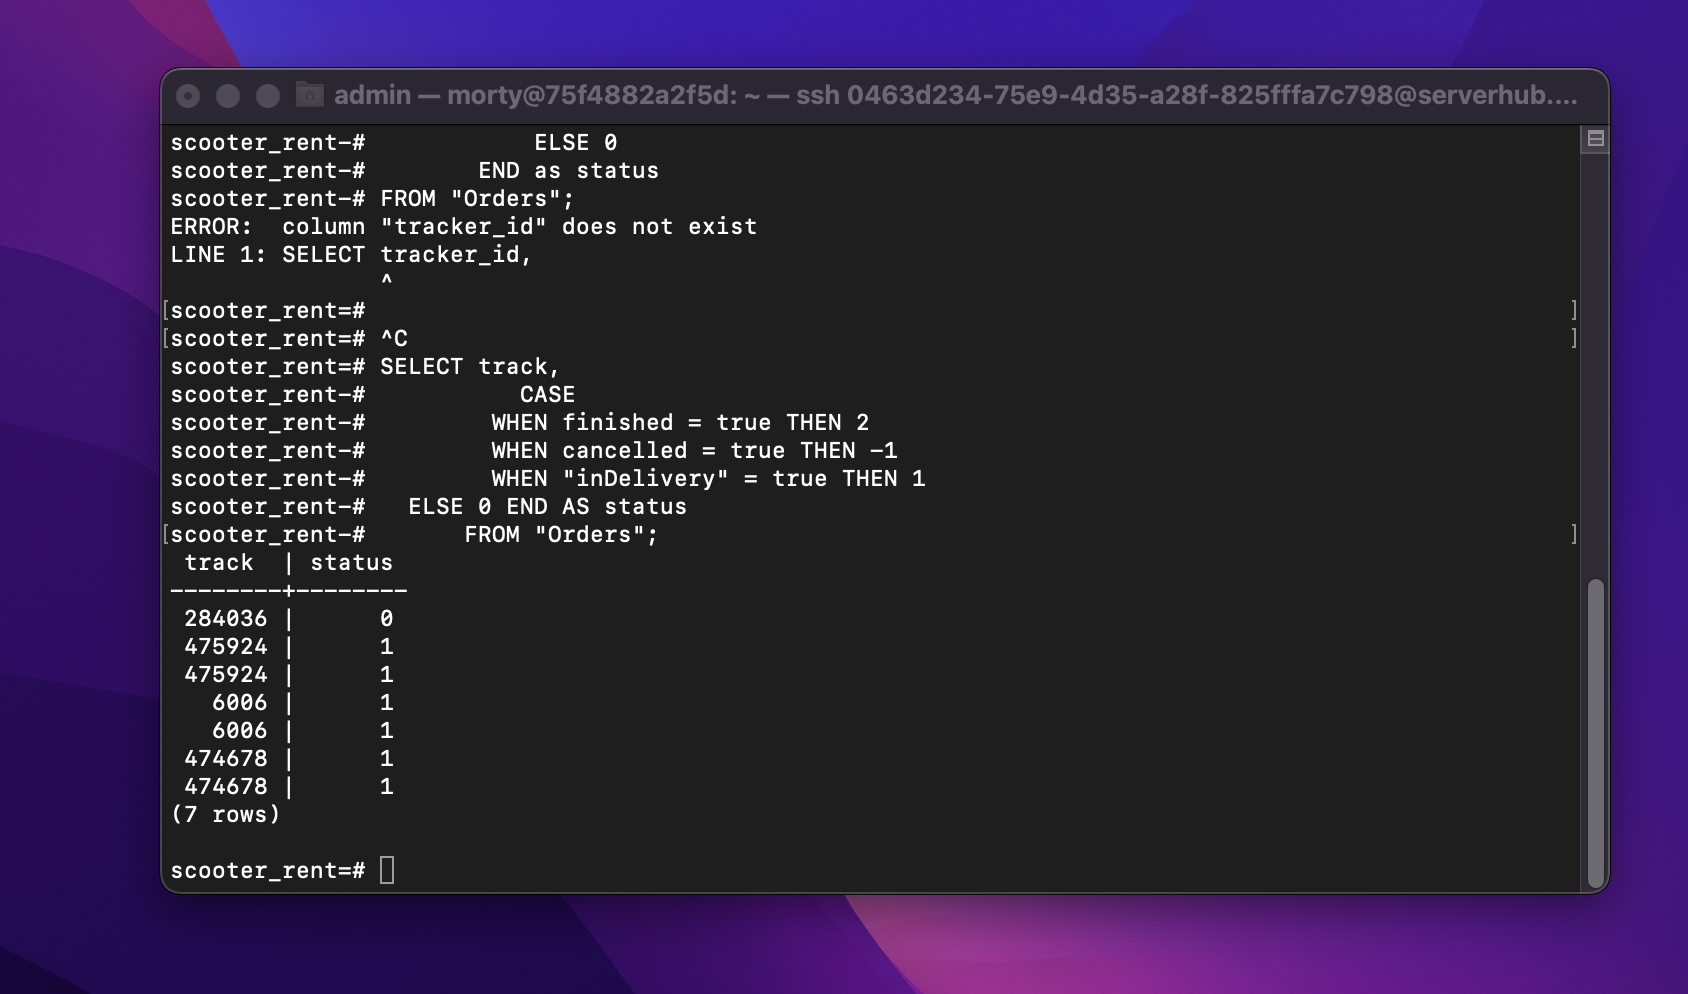 admin — morty@75f4882a2f5d: ~ — ssh 0463d234-75e9-4d35-a28f-825fffa7c798@serverhub....
scooter_rent-#            ELSE 0
scooter_rent-#        END as status
scooter_rent-# FROM "Orders";
ERROR:  column "tracker_id" does not exist
LINE 1: SELECT tracker_id,
               ^
[scooter_rent=# ]
[scooter_rent=# ^C ]
scooter_rent=# SELECT track,
scooter_rent-#           CASE
scooter_rent-#         WHEN finished = true THEN 2
scooter_rent-#         WHEN cancelled = true THEN -1
scooter_rent-#         WHEN "inDelivery" = true THEN 1
scooter_rent-#   ELSE 0 END AS status
[scooter_rent-#       FROM "Orders"; ]
 track  | status
--------+--------
 284036 |      0
 475924 |      1
 475924 |      1
   6006 |      1
   6006 |      1
 474678 |      1
 474678 |      1
(7 rows)
scooter_rent=#